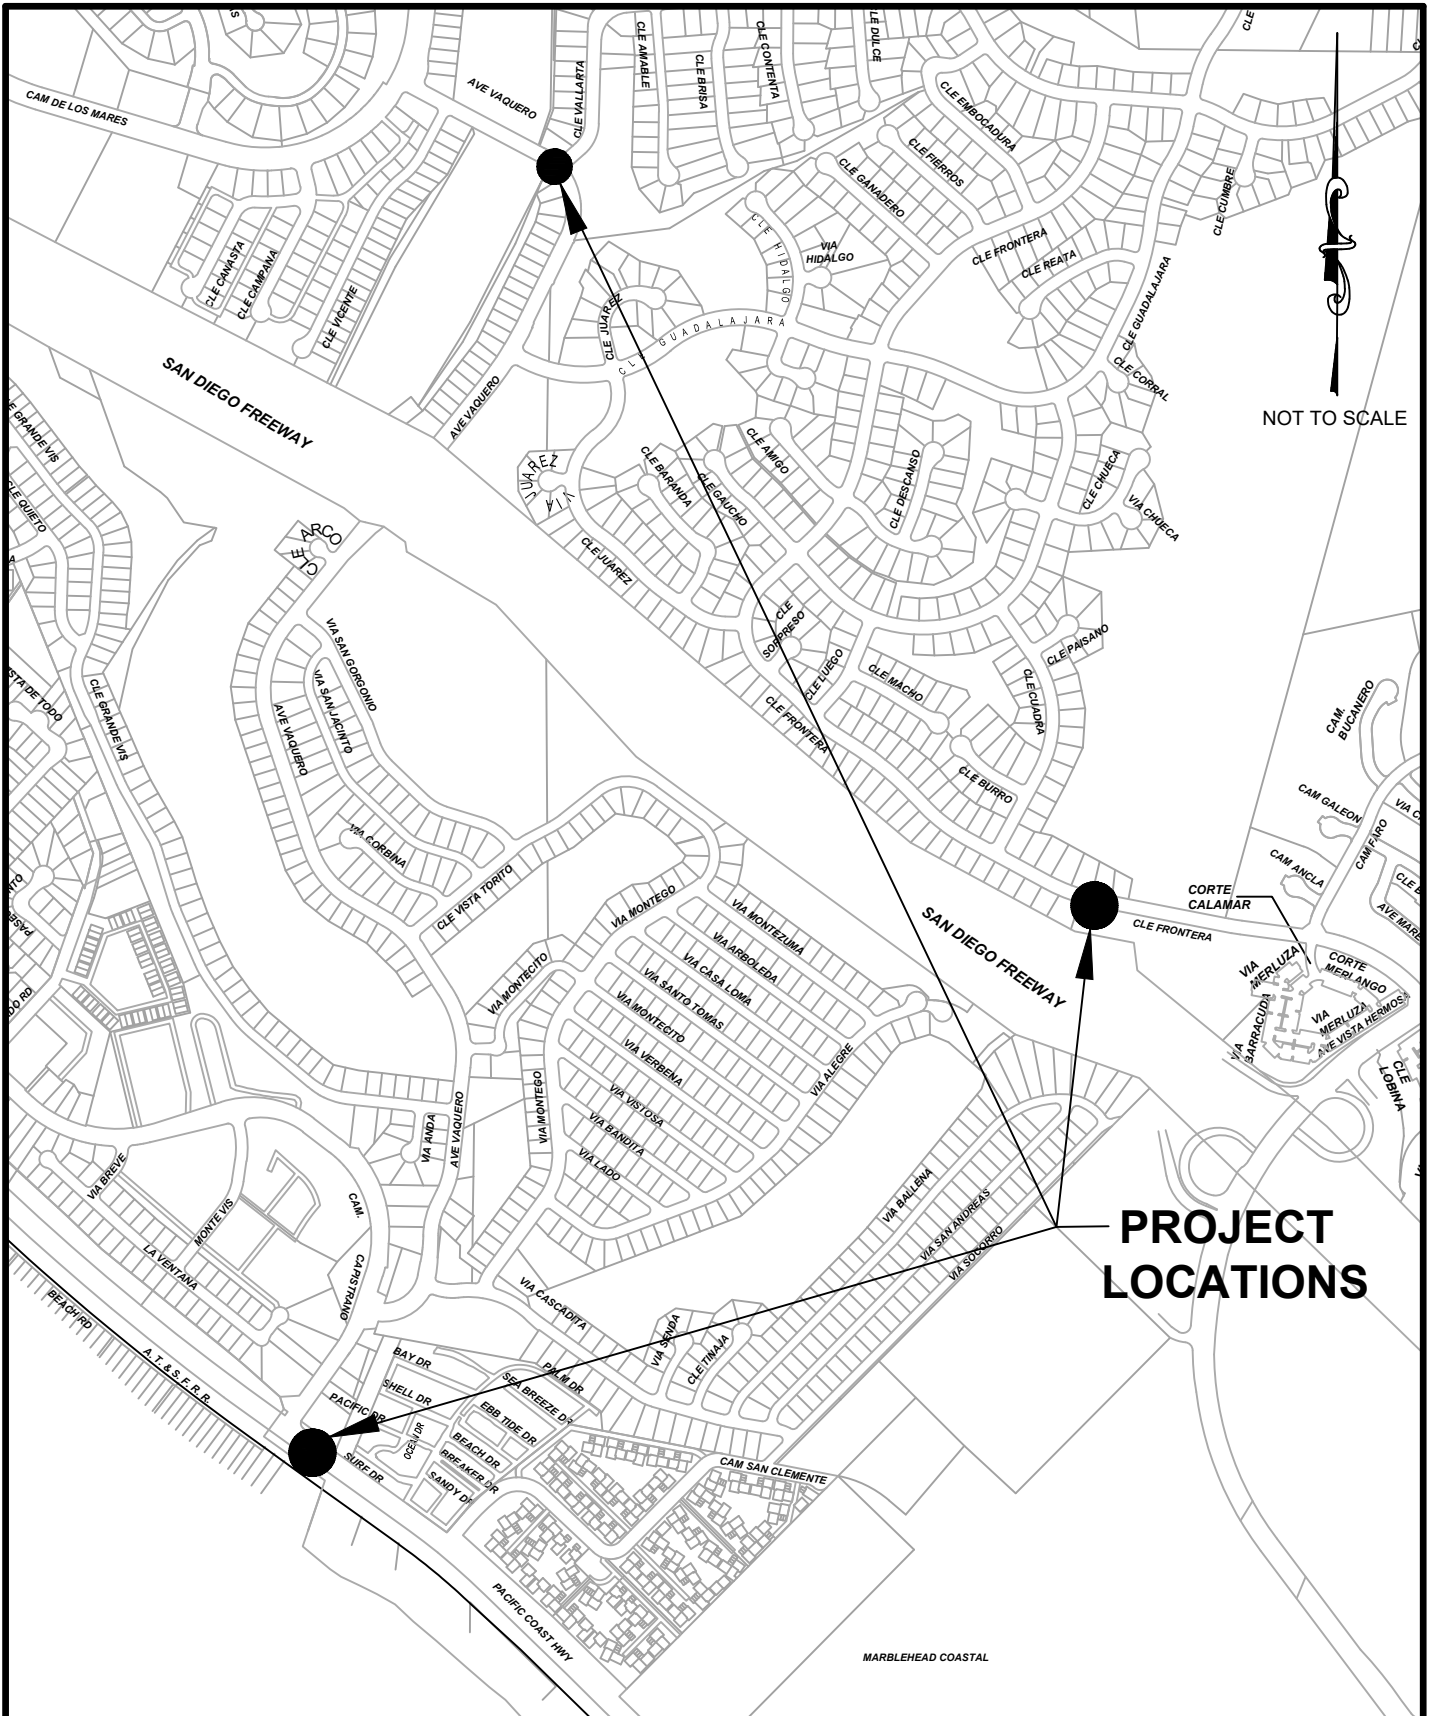 CLE DULCE
CLE
CLE AMABLE
CLE BRISA
CLE CONTENTA
AVE VAQUERO
CLE VALLARTA
CAM DE LOS MARES
CLE EMBOCADURA
CLE FIERROS
CLE GANADERO
CLE CUMBRE
CLE HIDALGO
VIA
HIDALGO
CLE FRONTERA
CLE REATA
CLE CANASTA
CLE CAMPANA
CLE VICENTE
CLE JUAREZ
CLE GUADALAJARA
CLE GUADALAJARA
CLE CORRAL
SAN DIEGO FREEWAY
AVE VAQUERO
NOT TO SCALE
CLE GRANDE VIS
CLE QUIETO
VIA JUAREZ
CLE BARANDA
CLE GAUCHO
CLE AMIGO
CLE DESCANSO
CLE CHUECA
VIA CHUECA
CLE ARCO
CLE JUAREZ
CLE
SORPRESO
CLE LUEGO
CLE PAISANO
CLE MACHO
CLE CUADRA
VIA SAN GORGONIO
VIA SAN JACINTO
AVE VAQUERO
ISTA DE TODO
CLE GRANDE VIS
CLE FRONTERA
CLE BURRO
CAM.
BUCANERO
CAM GALEON
CAM FARO
CAM ANCLA
AVE MARE
VIA CORBINA
CLE VISTA TORITO
VIA MONTEGO
VIA MONTEZUMA
VIA ARBOLEDA
VIA CASA LOMA
VIA SANTO TOMAS
VIA MONTECITO
VIA MONTECITO
VIA VERBENA
VIA VISTOSA
VIA BANDITA
VIA LADO
VIA MONTEGO
VIA ALEGRE
SAN DIEGO FREEWAY
CORTE
CALAMAR
CLE FRONTERA
VIA
MERLUZA
CORTE
MERLANGO
VIA
MERLUZA
AVE VISTA HERMOSA
VIA
BARRACUDA
CLE
LOBINA
PASEO
DO RD
VIA ANDA
AVE VAQUERO
VIA BREVE
MONTE VIS
CAM.
CAPISTRANO
LA VENTANA
BEACH RD
A. T. & S. F. R. R.
VIA BALLENA
VIA SAN ANDREAS
VIA SOCORRO
PROJECT
LOCATIONS
VIA CASCADITA
VIA SENDA
CLE TINAJA
BAY DR
SHELL DR
PACIFIC DR
PALM DR
SEA BREEZE DR
EBB TIDE DR
OCEAN DR
BEACH DR
BREAKER DR
SANDY DR
SURF DR
CAM SAN CLEMENTE
PACIFIC COAST HWY
MARBLEHEAD COASTAL